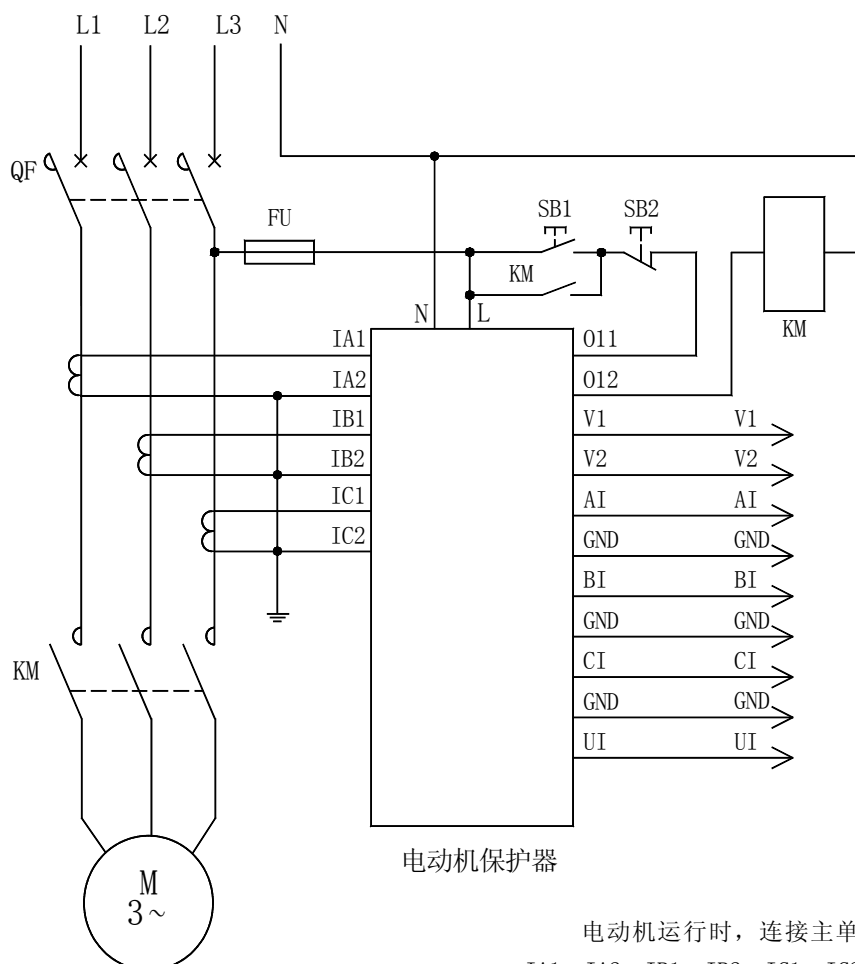 L1 L2 L3 N
QF
FU SB1 SB2
KM
KM
N L
IA1 O11
IA2 O12
IB1 V1 V1
IB2 V2 V2
IC1 AI AI
IC2 GND GND
BI BI
GND GND
KM CI CI
GND GND
UI UI
电动机保护器
M
3~
电动机运行时，连接主单